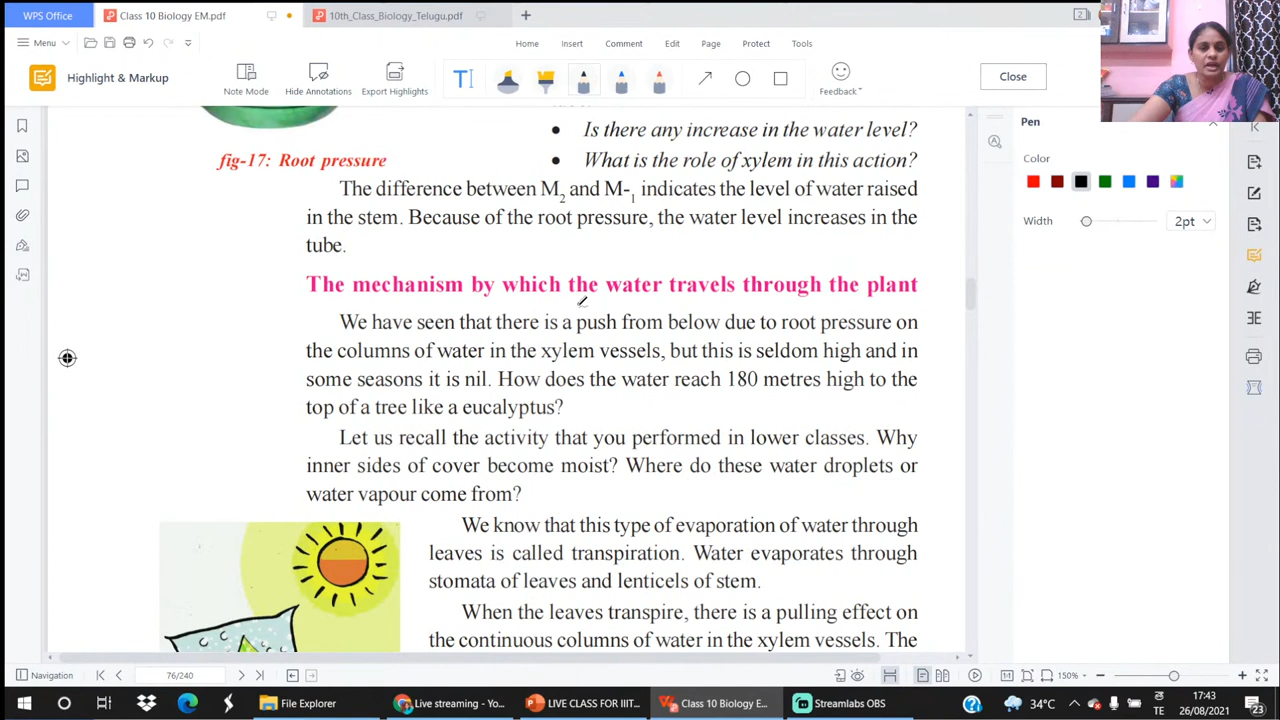 WPS Office
Class 10 Biology EM.pdf
10th_Class_Biology_Telugu.pdf
2
Menu
Home
Insert
Comment
Edit
Page
Protect
Tools
Highlight & Markup
Note Mode
Hide Annotations
Export Highlights
Feedback
Close
Pen
Color
Width
2pt
• Is there any increase in the water level?
fig-17: Root pressure
• What is the role of xylem in this action?
The difference between M2 and M-1 indicates the level of water raised
in the stem. Because of the root pressure, the water level increases in the
tube.
The mechanism by which the water travels through the plant
We have seen that there is a push from below due to root pressure on
the columns of water in the xylem vessels, but this is seldom high and in
some seasons it is nil. How does the water reach 180 metres high to the
top of a tree like a eucalyptus?
Let us recall the activity that you performed in lower classes. Why
inner sides of cover become moist? Where do these water droplets or
water vapour come from?
We know that this type of evaporation of water through
leaves is called transpiration. Water evaporates through
stomata of leaves and lenticels of stem.
When the leaves transpire, there is a pulling effect on
the continuous columns of water in the xylem vessels. The
Navigation
76/240
150%
File Explorer
Live streaming - Yo...
LIVE CLASS FOR IIIT...
Class 10 Biology E...
Streamlabs OBS
34°C
TE
17:43
26/08/2021
23